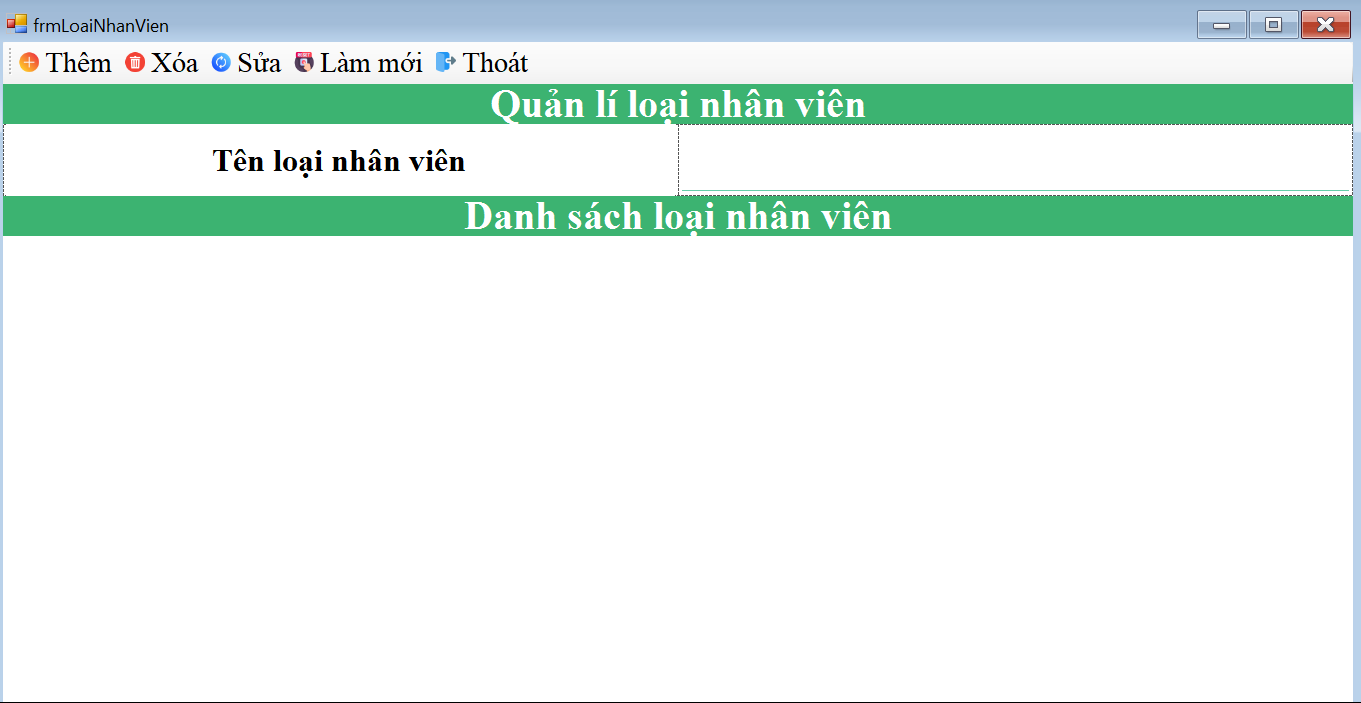 frmLoaiNhanVien
Thêm Xóa Sửa Làm mới Thoát
Quản lí loại nhân viên
Tên loại nhân viên
Danh sách loại nhân viên